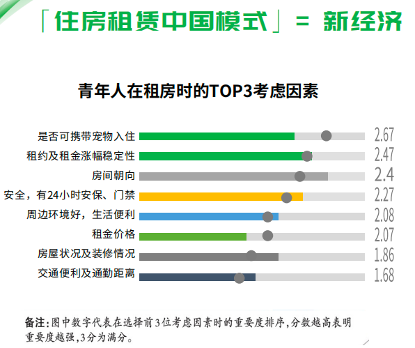 「住房租赁中国模式」= 新经济
青年人在租房时的TOP3考虑因素
是否可携带宠物入住 2.67
租约及租金涨幅稳定性 2.47
房间朝向 2.4
安全，有24小时安保、门禁 2.27
周边环境好，生活便利 2.08
租金价格 2.07
房屋状况及装修情况 1.86
交通便利及通勤距离 1.68
备注：图中数字代表在选择前3位考虑因素时的重要度排序，分数越高表明
重要度越强，3分为满分。